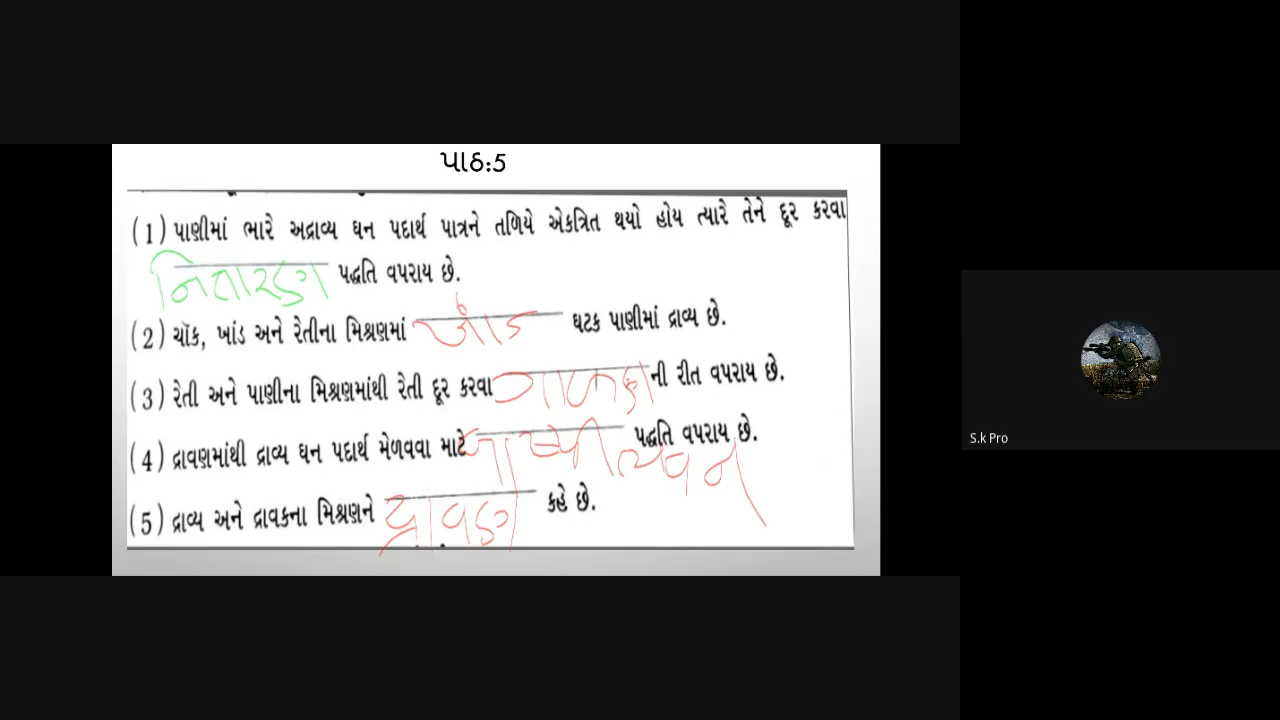 પાઠ:5
(1) પાણીમાં ભારે અદ્રાવ્ય ઘન પદાર્થ પાત્રને તળિયે એકત્રિત થયો હોય ત્યારે તેને દૂર કરવા
નિતારણ પદ્ધતિ વપરાય છે.
(2) ચૉક, ખાંડ અને રેતીના મિશ્રણમાં ખાંડ ઘટક પાણીમાં દ્રાવ્ય છે.
(3) રેતી અને પાણીના મિશ્રણમાંથી રેતી દૂર કરવા ગાળણ ની રીત વપરાય છે.
(4) દ્રાવણમાંથી દ્રાવ્ય ઘન પદાર્થ મેળવવા માટે બાષ્પીભવન પદ્ધતિ વપરાય છે.
(5) દ્રાવ્ય અને દ્રાવકના મિશ્રણને દ્રાવણ કહે છે.
S.k Pro